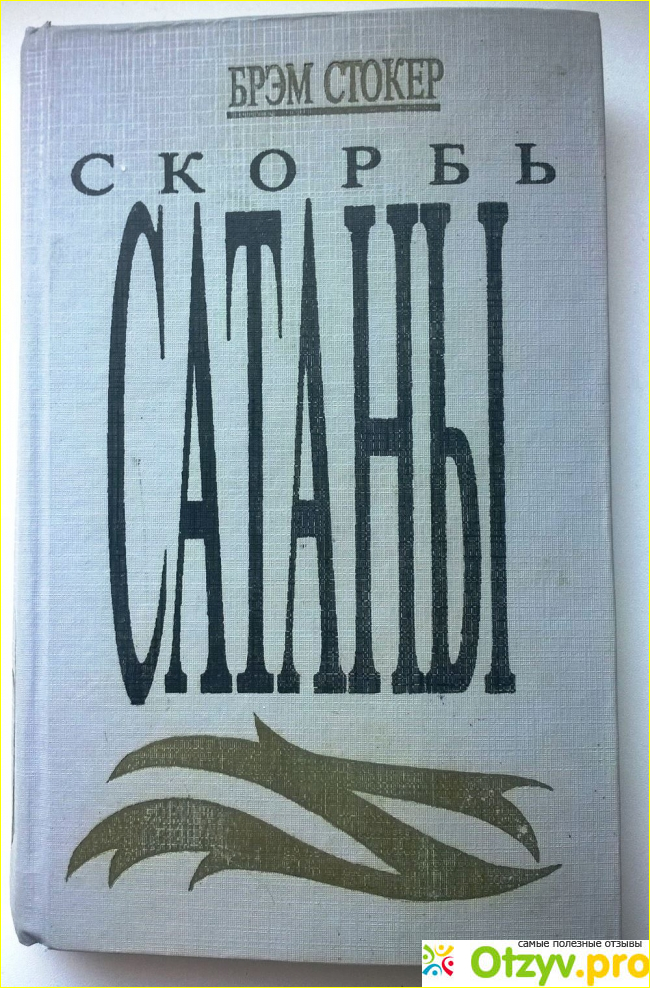 БРЭМ СТОКЕР
СКОРБЬ
САТАНЫ
самые полезные отзывы
Otzyv.pro